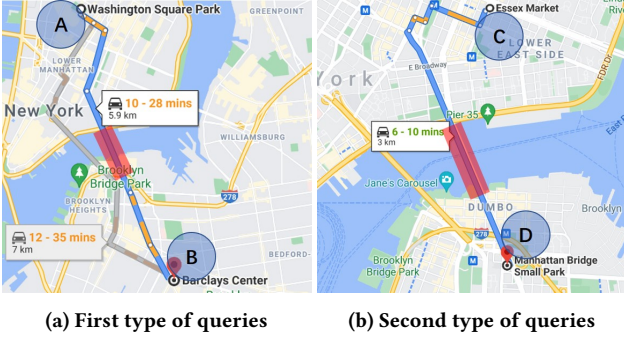 Washington Square Park
A
GREENPOINT
LOWER
MANHATTAN
10 - 28 mins
5.9 km
New York
WILLIAMSBURG
Brooklyn
Bridge Park
BROOKLYN
HEIGHTS
278
12 - 35 mins
7 km
B
BEDFORD-
Barclays Center
(a) First type of queries
Essex Market
C
LOWER
EAST SIDE
E Broadway
FDR Dr
York
Pier 35
6 - 10 mins
3 km
Jane's Carousel
DUMBO
278
M
D
Brooklyn
Manhattan Bridge
Small Park
Brooklyn
Bridge Park
(b) Second type of queries